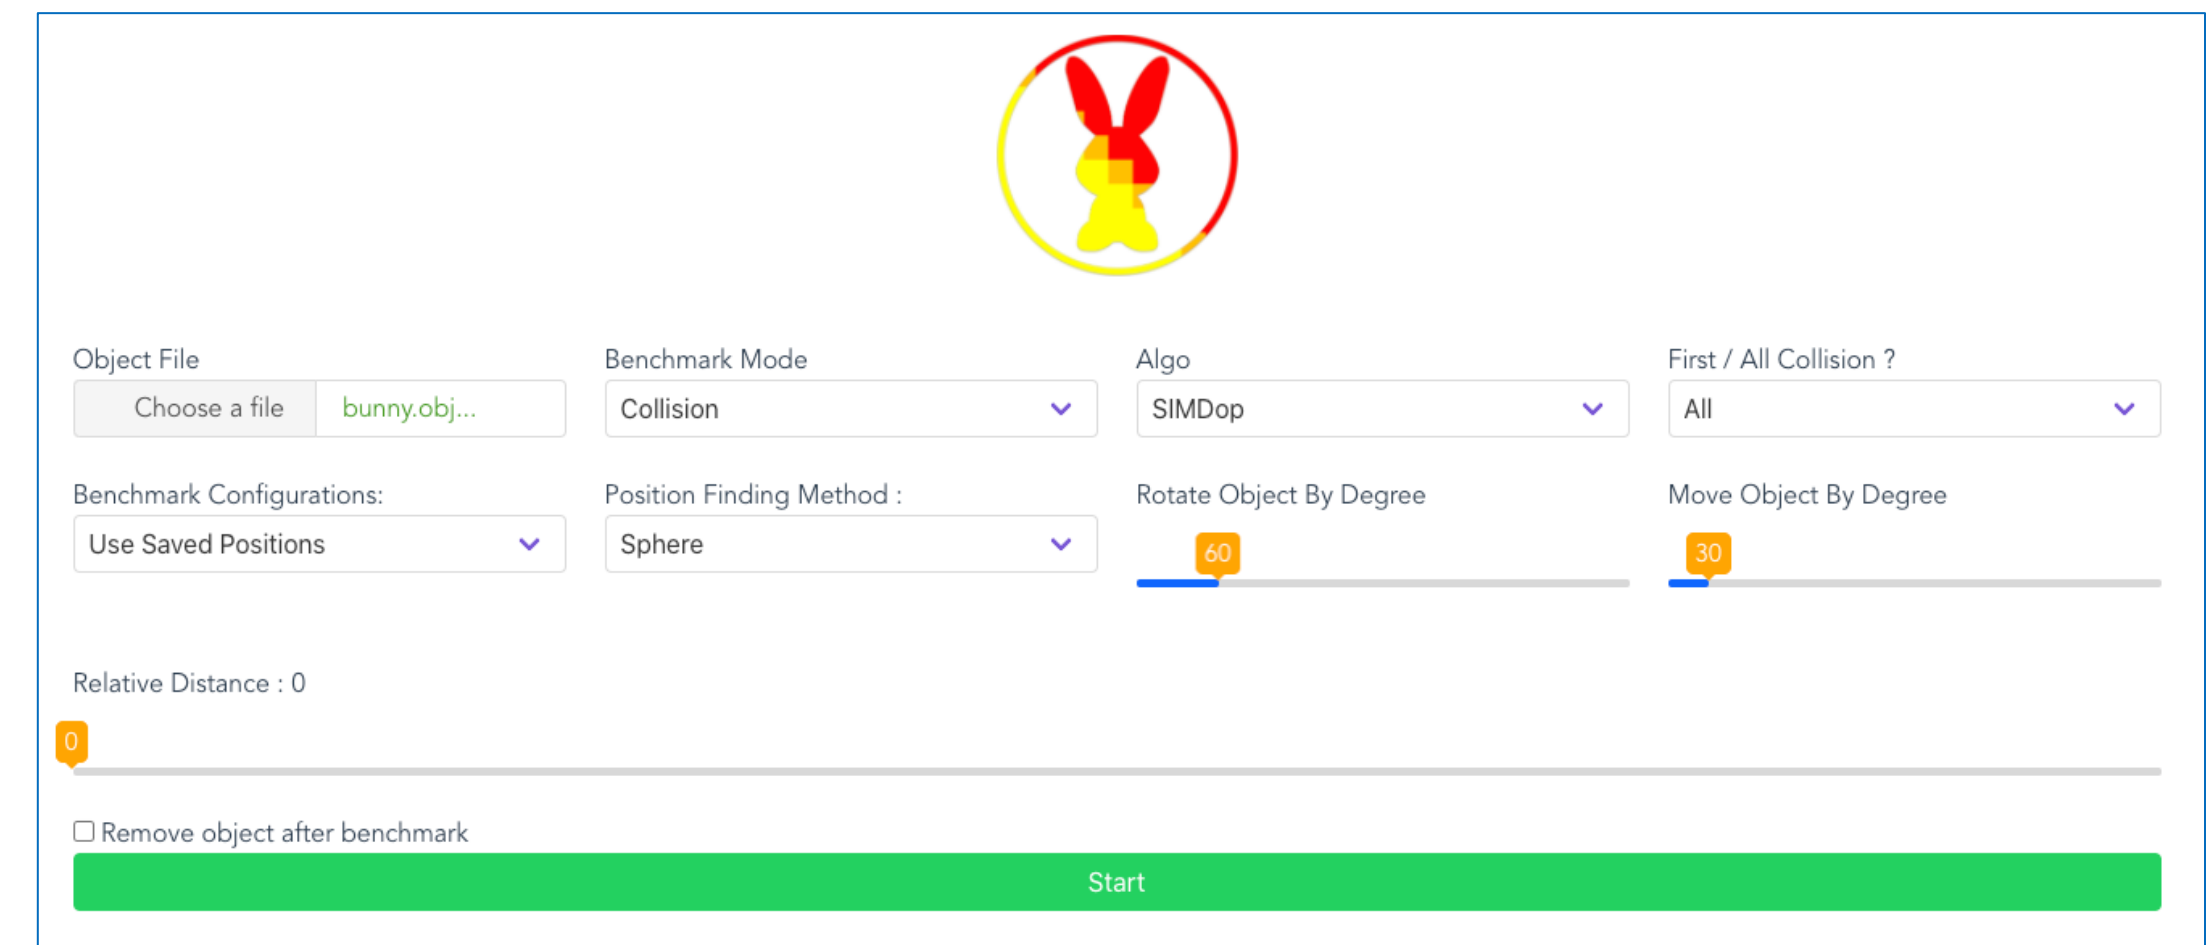 Object File
Benchmark Mode
Algo
First / All Collision ?
Choose a file
bunny.obj...
Collision
SIMDop
All
Benchmark Configurations:
Position Finding Method :
Rotate Object By Degree
Move Object By Degree
Use Saved Positions
Sphere
60
30
Relative Distance : 0
0
Remove object after benchmark
Start